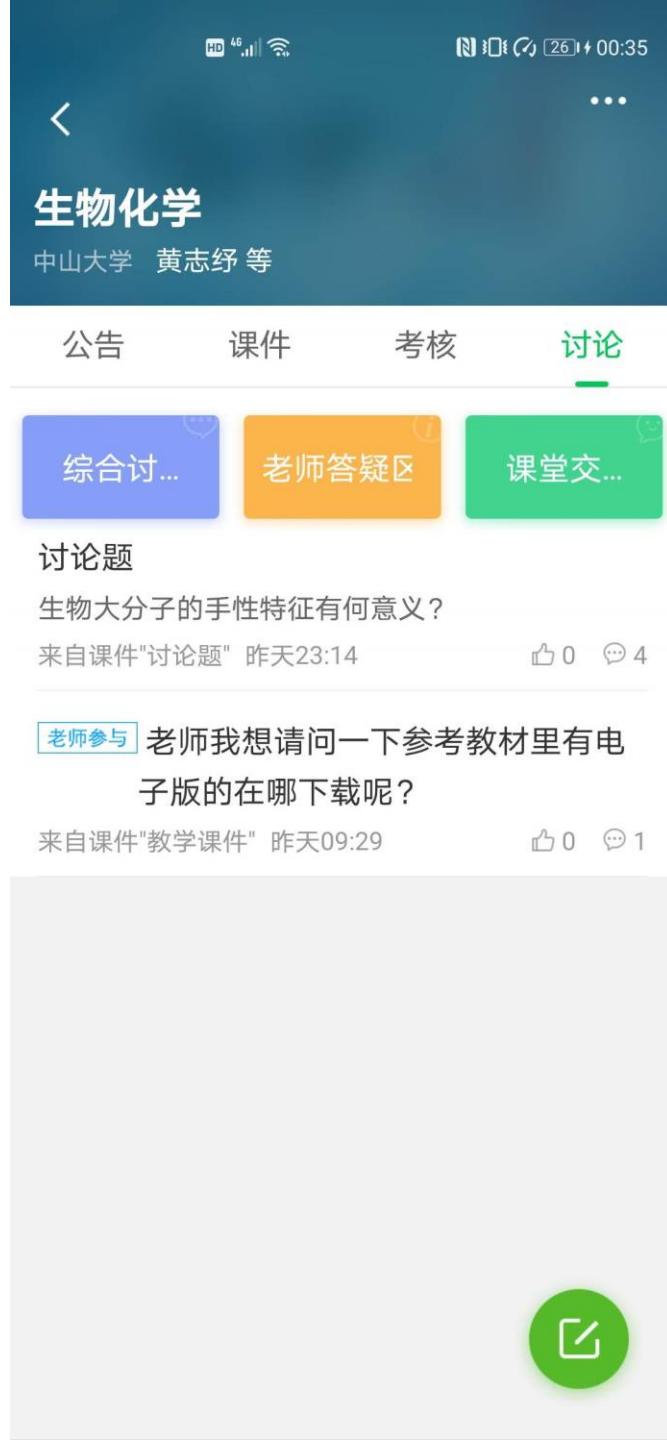 HD 4G 26 00:35
生物化学
中山大学 黄志纾 等
公告 课件 考核 讨论
综合讨... 老师答疑区 课堂交...
讨论题
生物大分子的手性特征有何意义？
来自课件"讨论题" 昨天23:14 0 4
老师参与 老师我想请问一下参考教材里有电
子版的在哪下载呢？
来自课件"教学课件" 昨天09:29 0 1